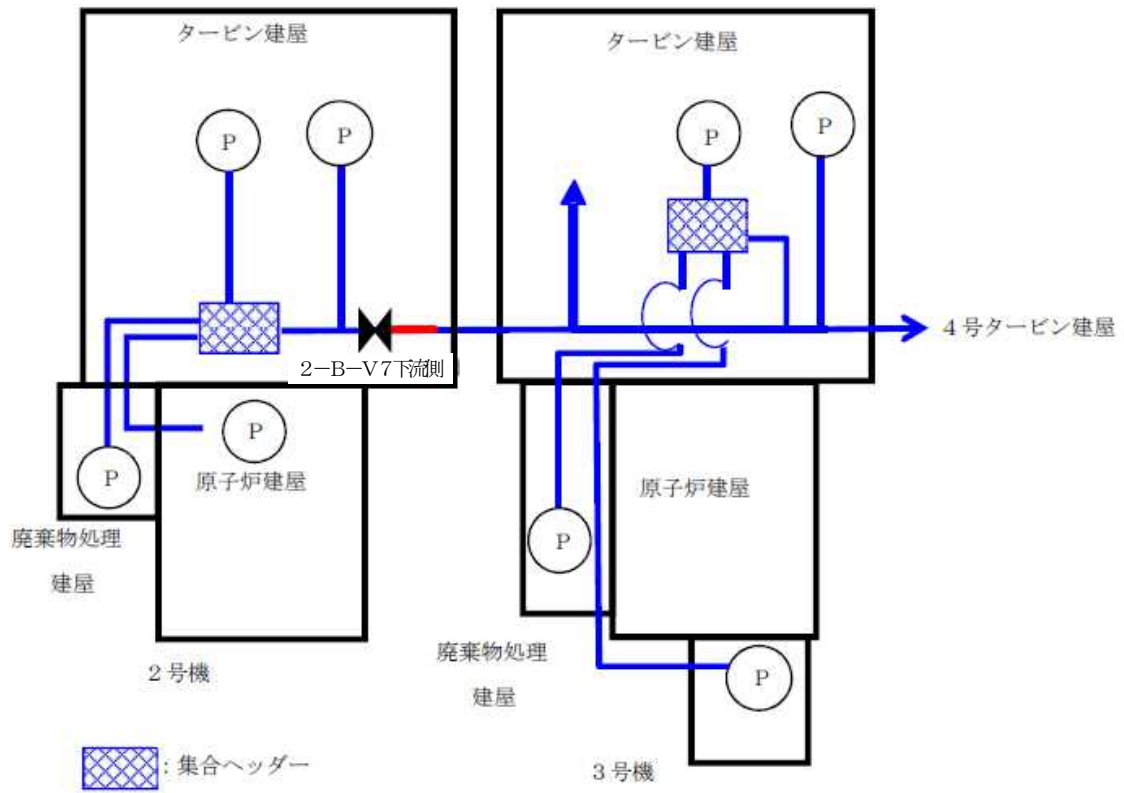 タービン建屋
タービン建屋
P
P
P
P
4号タービン建屋
2－B－V7下流側
P
原子炉建屋
P
廃棄物処理
建屋
原子炉建屋
P
2号機
廃棄物処理
建屋
P
：集合ヘッダー
3号機